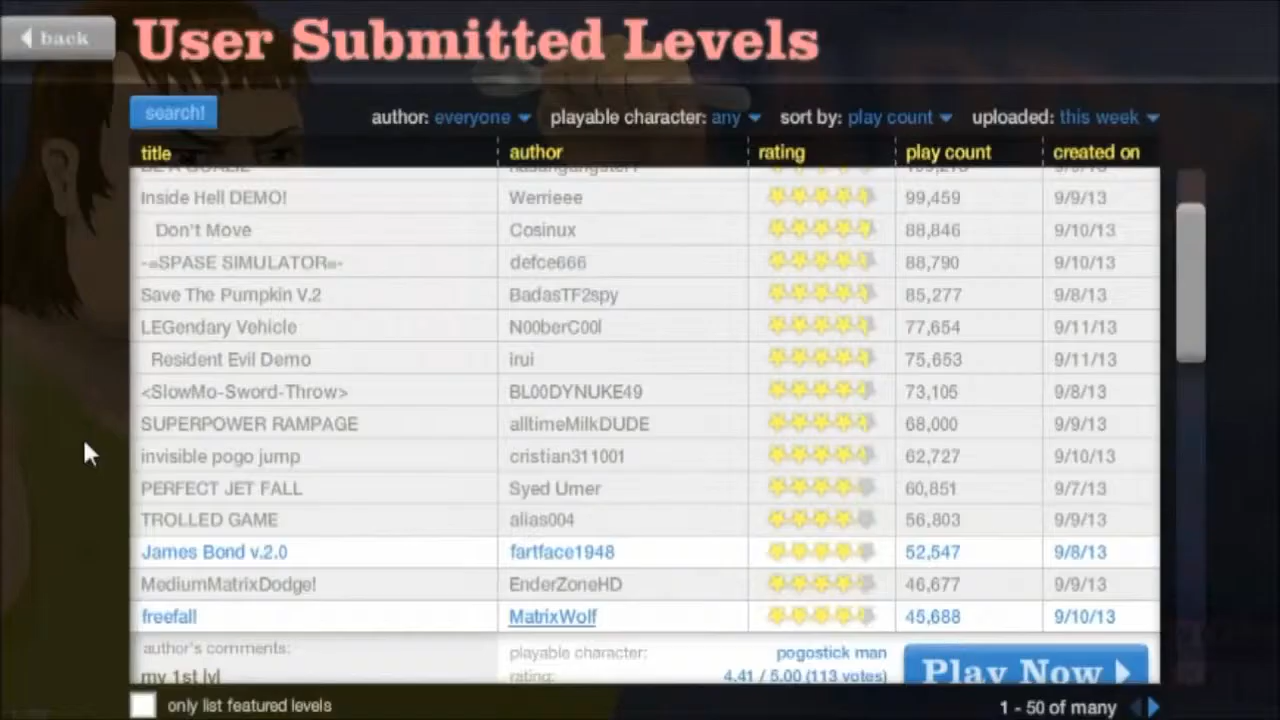 back
User Submitted Levels
search!
author: everyone playable character: any sort by: play count uploaded: this week
title author rating play count created on
Inside Hell DEMO! Werrieee 99,459 9/9/13
Don't Move Cosinux 88,846 9/10/13
-=SPASE SIMULATOR=- defce666 88,790 9/10/13
Save The Pumpkin V.2 BadasTF2spy 85,277 9/8/13
LEGendary Vehicle N00berC00l 77,654 9/11/13
Resident Evil Demo irui 75,653 9/11/13
<SlowMo-Sword-Throw> BL00DYNUKE49 73,105 9/8/13
SUPERPOWER RAMPAGE alltimeMilkDUDE 68,000 9/9/13
invisible pogo jump cristian311001 62,727 9/10/13
PERFECT JET FALL Syed Umer 60,851 9/7/13
TROLLED GAME alias004 56,803 9/9/13
James Bond v.2.0 fartface1948 52,547 9/8/13
MediumMatrixDodge! EnderZoneHD 46,677 9/9/13
freefall MatrixWolf 45,688 9/10/13
author's comments: playable character: pogostick man
my 1st lvl rating: 4.41 / 5.00 (113 votes) Play Now
only list featured levels 1 - 50 of many